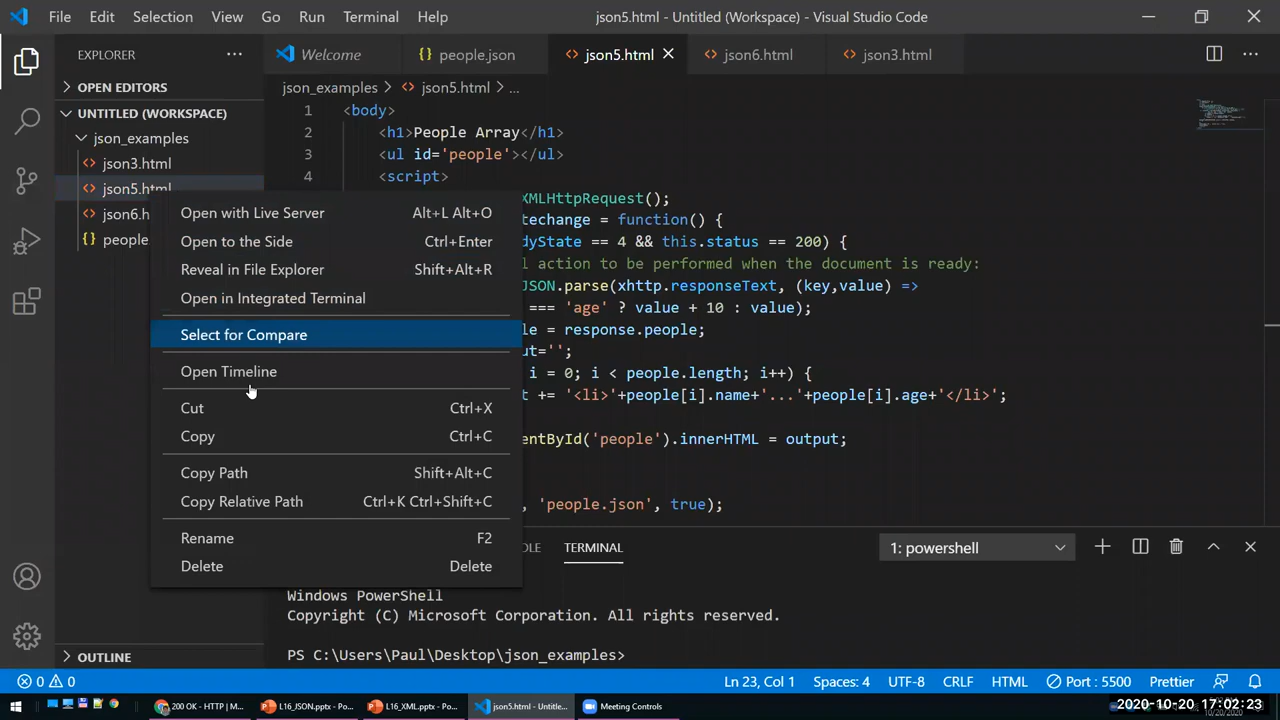 File Edit Selection View Go Run Terminal Help json5.html - Untitled (Workspace) - Visual Studio Code
EXPLORER
Welcome people.json json5.html json6.html json3.html
OPEN EDITORS
UNTITLED (WORKSPACE)
json_examples
json3.html
json5.html
json6.h
people
OUTLINE
json_examples > json5.html > ...
1 <body>
2 <h1>People Array</h1>
3 <ul id='people'></ul>
4 <script>
XMLHttpRequest();
techange = function() {
dyState == 4 && this.status == 200) {
l action to be performed when the document is ready:
JSON.parse(xhttp.responseText, (key,value) =>
=== 'age' ? value + 10 : value);
le = response.people;
ut='';
i = 0; i < people.length; i++) {
t += '<li>'+people[i].name+'...'+people[i].age+'</li>';
entById('people').innerHTML = output;
, 'people.json', true);
Open with Live Server Alt+L Alt+O
Open to the Side Ctrl+Enter
Reveal in File Explorer Shift+Alt+R
Open in Integrated Terminal
Select for Compare
Open Timeline
Cut Ctrl+X
Copy Ctrl+C
Copy Path Shift+Alt+C
Copy Relative Path Ctrl+K Ctrl+Shift+C
Rename F2
Delete Delete
OLE TERMINAL 1: powershell
Windows PowerShell
Copyright (C) Microsoft Corporation. All rights reserved.
PS C:\Users\Paul\Desktop\json_examples>
0 0 Ln 23, Col 1 Spaces: 4 UTF-8 CRLF HTML Port : 5500 Prettier
200 OK - HTTP | M... L16_JSON.pptx - Po... L16_XML.pptx - Po... json5.html - Untitle... Meeting Controls 2020-10-20 17:02:23